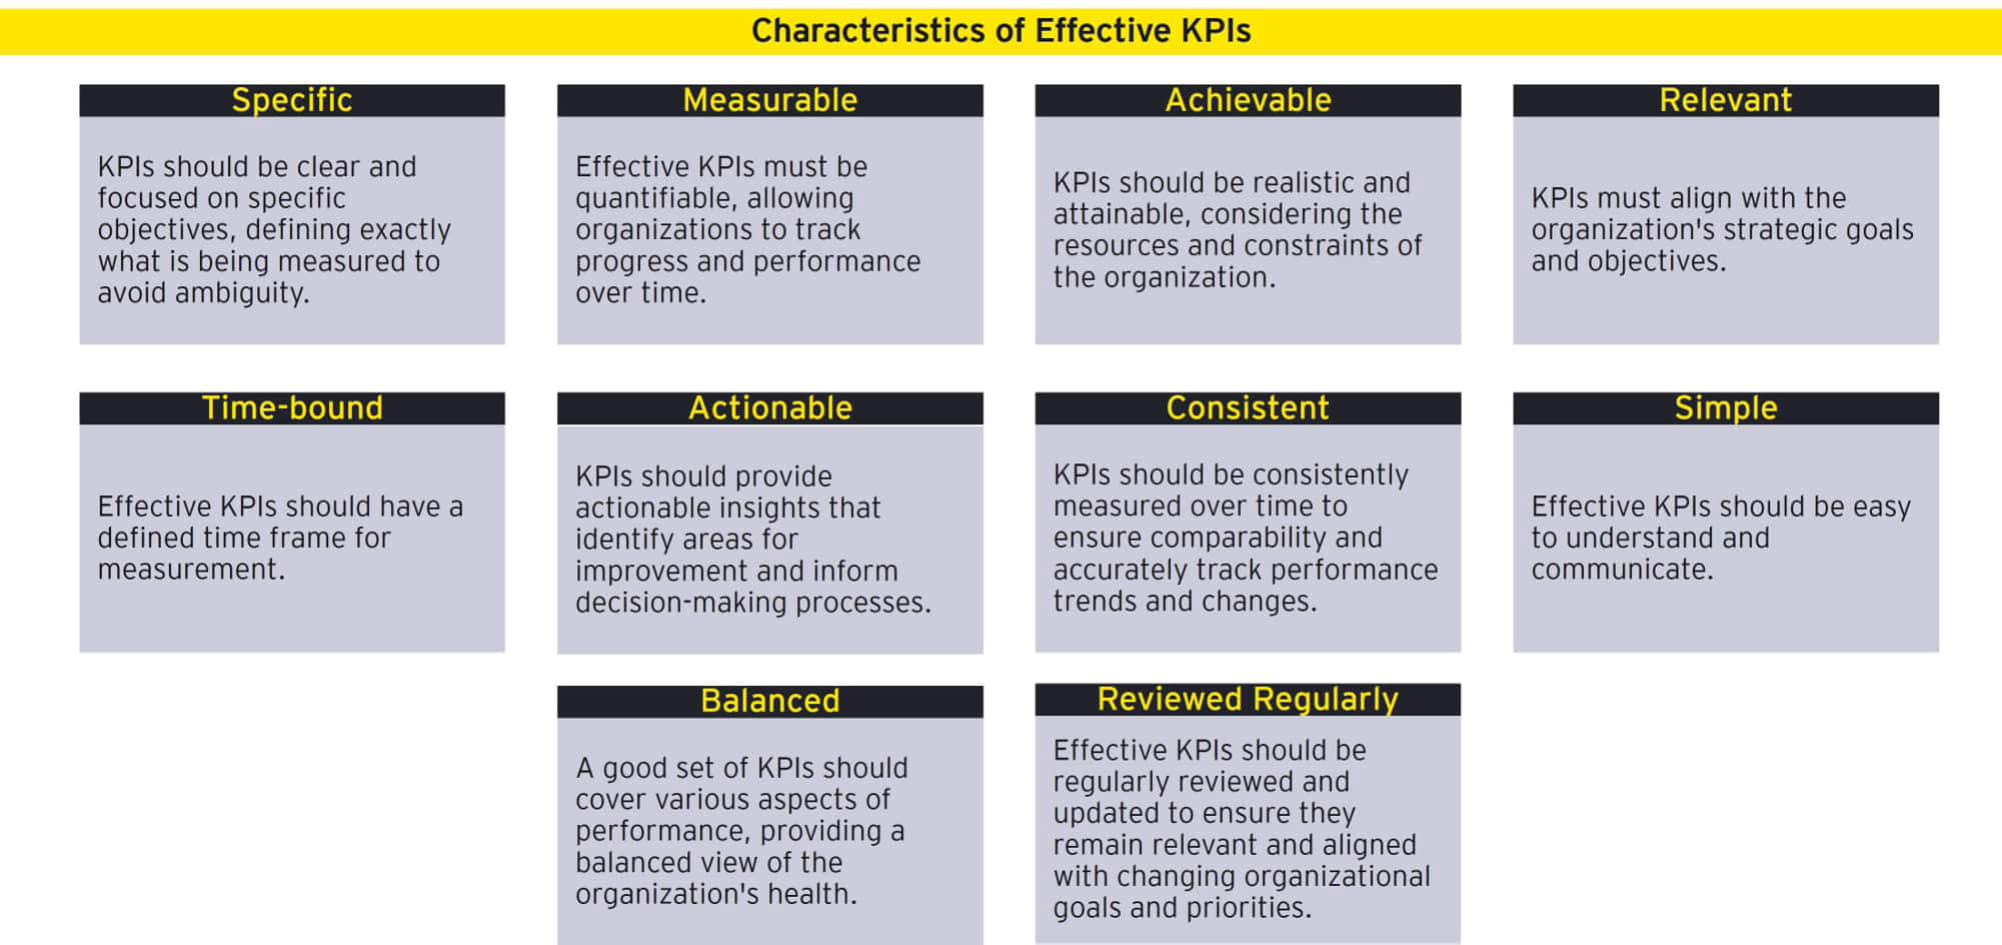 Characteristics of Effective KPIs
Specific
KPIs should be clear and
focused on specific
objectives, defining exactly
what is being measured to
avoid ambiguity.
Measurable
Effective KPIs must be
quantifiable, allowing
organizations to track
progress and performance
over time.
Achievable
KPIs should be realistic and
attainable, considering the
resources and constraints of
the organization.
Relevant
KPIs must align with the
organization's strategic goals
and objectives.
Time-bound
Effective KPIs should have a
defined time frame for
measurement.
Actionable
KPIs should provide
actionable insights that
identify areas for
improvement and inform
decision-making processes.
Consistent
KPIs should be consistently
measured over time to
ensure comparability and
accurately track performance
trends and changes.
Simple
Effective KPIs should be easy
to understand and
communicate.
Balanced
A good set of KPIs should
cover various aspects of
performance, providing a
balanced view of the
organization's health.
Reviewed Regularly
Effective KPIs should be
regularly reviewed and
updated to ensure they
remain relevant and aligned
with changing organizational
goals and priorities.